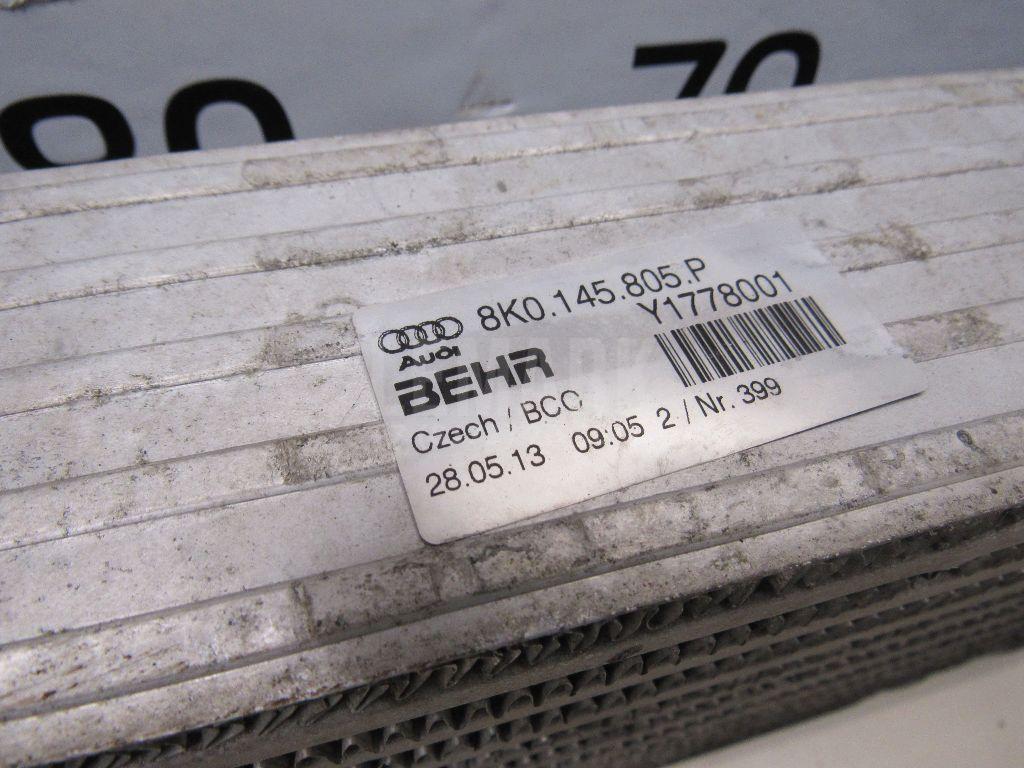 80 70
8K0.145.805.P
Y1778001
Audi
BEHR
Czech / BCC
28.05.13 09:05 2 / Nr. 399